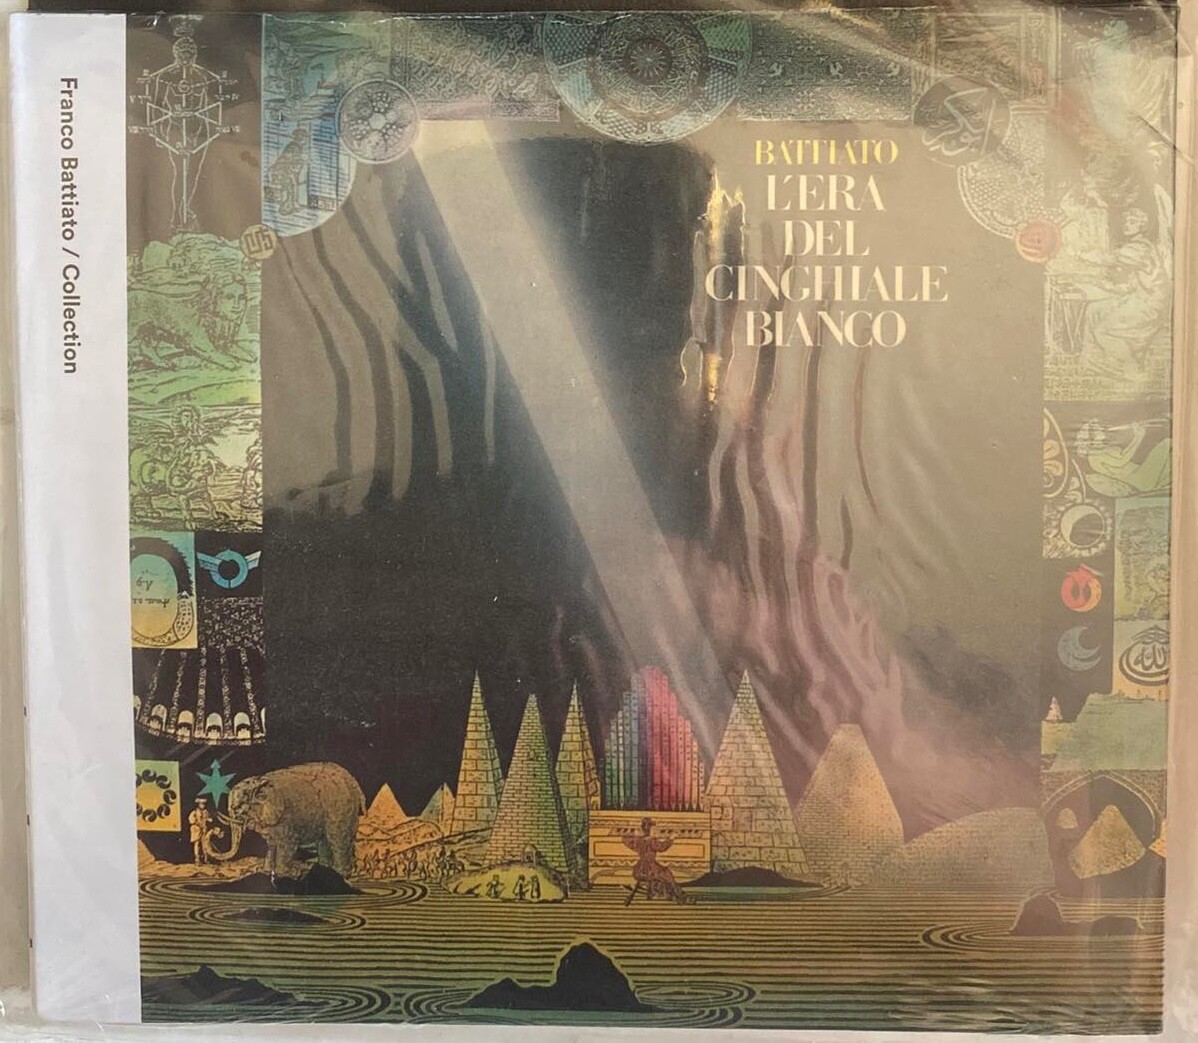 Franco Battiato / Collection
BATTIATO
L'ERA
DEL
CINGHIALE
BIANCO